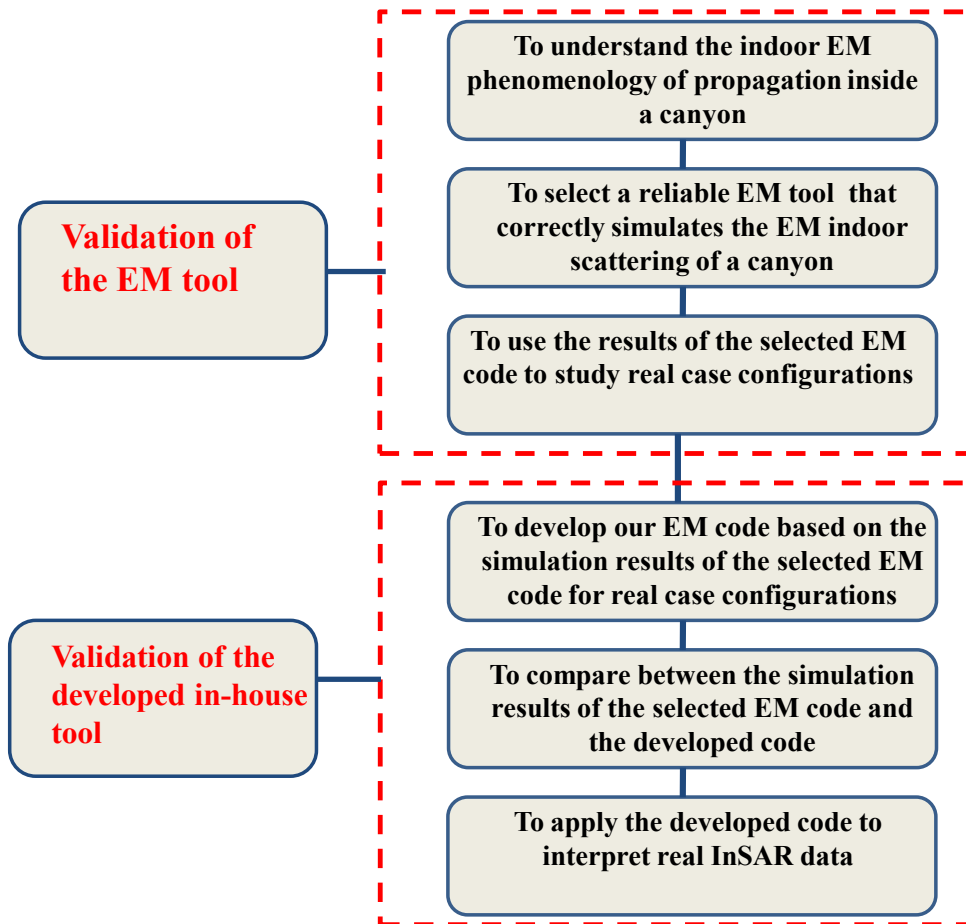 To understand the indoor EM
phenomenology of propagation inside
a canyon
To select a reliable EM tool that
correctly simulates the EM indoor
scattering of a canyon
Validation of
the EM tool
To use the results of the selected EM
code to study real case configurations
To develop our EM code based on the
simulation results of the selected EM
code for real case configurations
Validation of the
developed in-house
tool
To compare between the simulation
results of the selected EM code and
the developed code
To apply the developed code to
interpret real InSAR data